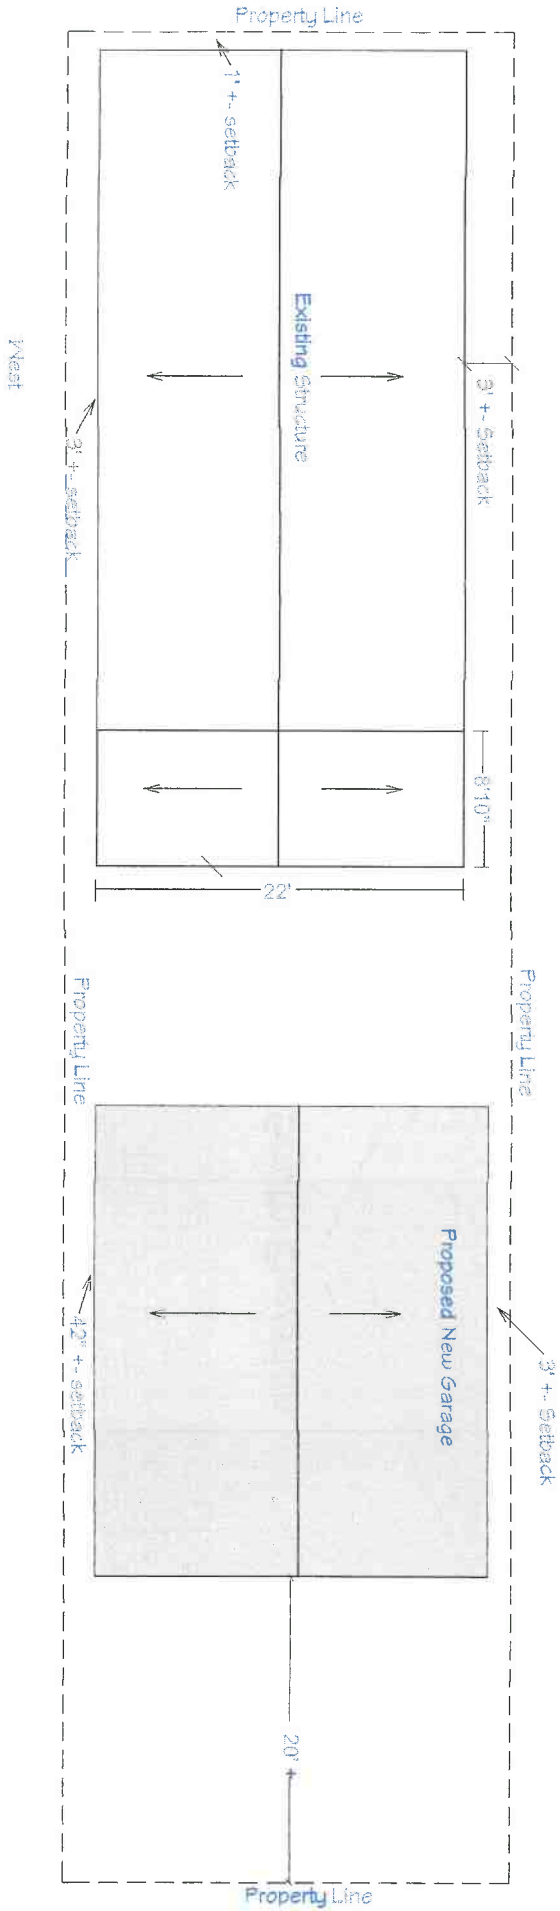 Property Line
1' +- setback
Existing Structure
3' +- Setback
West
3' +- setback
8'10"
22'
Property Line
Property Line
Proposed New Garage
3' +- Setback
42" +- setback
20'
Property Line